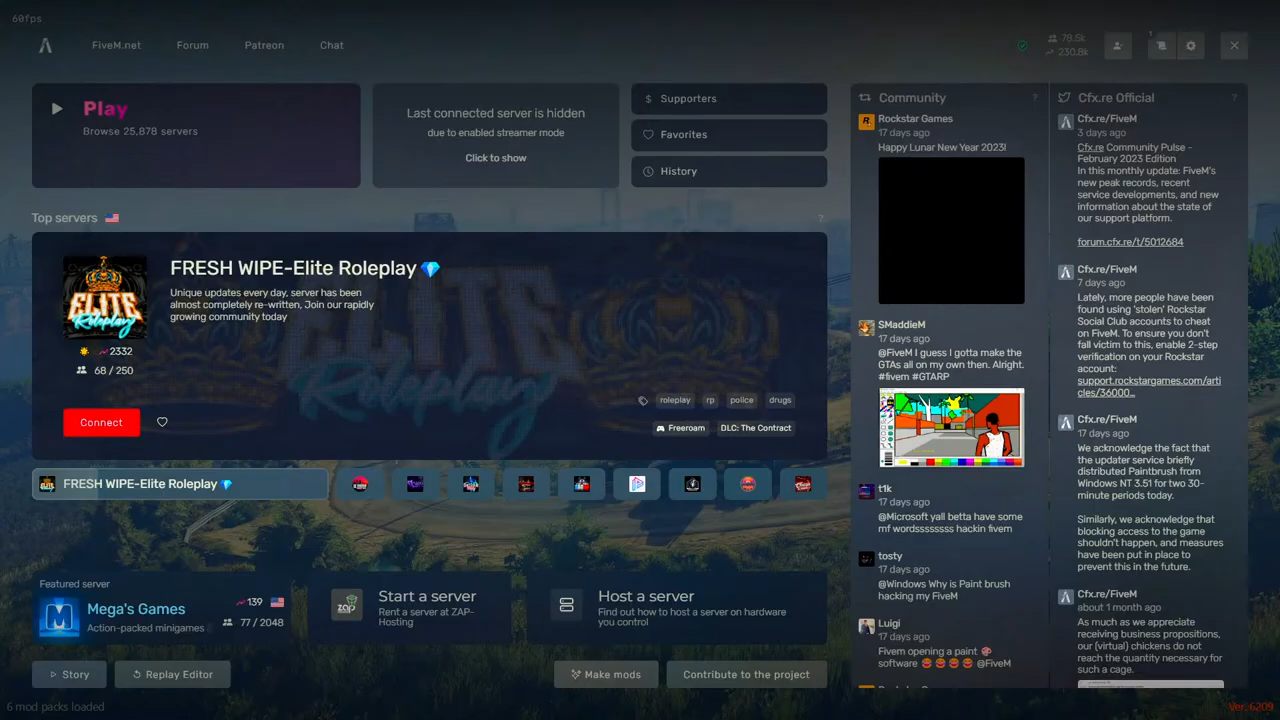 60fps
FiveM.net
Forum
Patreon
Chat
79.5k
230.8k
1
Play
Browse 25,878 servers
Last connected server is hidden
due to enabled streamer mode
Click to show
$ Supporters
Favorites
History
Top servers
?
ELITE
Roleplay
FRESH WIPE-Elite Roleplay 💎
Unique updates every day, server has been
almost completely re-written, Join our rapidly
growing community today
2332
68 / 250
Connect
roleplay
rp
police
drugs
Freeroam
DLC: The Contract
FRESH WIPE-Elite Roleplay 💎
Featured server
Mega's Games
Action-packed minigames
139
77 / 2048
ZAP
Start a server
Rent a server at ZAP-
Hosting
Host a server
Find out how to host a server on hardware
you control
Story
Replay Editor
Make mods
Contribute to the project
6 mod packs loaded
Community
?
Rockstar Games
17 days ago
Happy Lunar New Year 2023!
SMaddieM
17 days ago
@FiveM I guess I gotta make the
GTAs all on my own then. Alright.
#fivem #GTARP
t1k
17 days ago
@Microsoft yall betta have some
mf wordsssssss hackin fivem
tosty
17 days ago
@Windows Why is Paint brush
hacking my FiveM
Luigi
17 days ago
Fivem opening a paint
software @FiveM
Cfx.re Official
?
Cfx.re/FiveM
3 days ago
Cfx.re Community Pulse -
February 2023 Edition
In this monthly update: FiveM's
new peak records, recent
service developments, and new
information about the state of
our support platform.
forum.cfx.re/t/5012684
Cfx.re/FiveM
7 days ago
Lately, more people have been
found using 'stolen' Rockstar
Social Club accounts to cheat
on FiveM. To ensure you don't
fall victim to this, enable 2-step
verification on your Rockstar
account:
support.rockstargames.com/arti
cles/36000...
Cfx.re/FiveM
17 days ago
We acknowledge the fact that
the updater service briefly
distributed Paintbrush from
Windows NT 3.51 for two 30-
minute periods today.
Similarly, we acknowledge that
blocking access to the game
shouldn't happen, and measures
have been put in place to
prevent this in the future.
Cfx.re/FiveM
about 1 month ago
As much as we appreciate
receiving business propositions,
our (virtual) chickens do not
reach the quantity necessary for
such a cage.
Ver. 6209